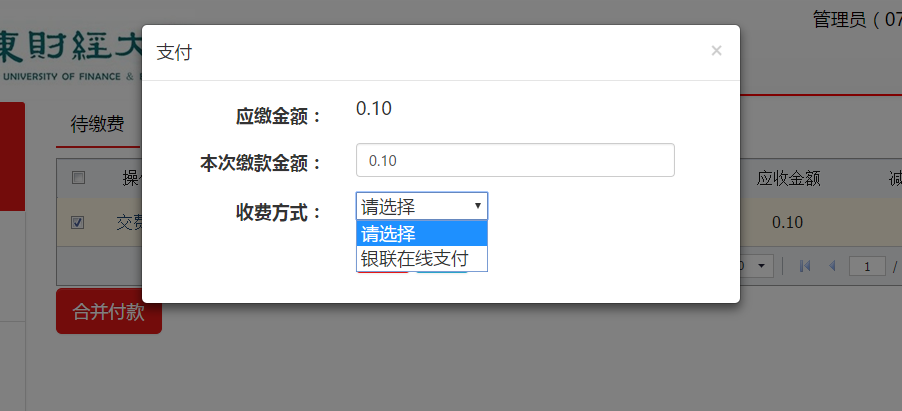 管理员（07
東財經大
UNIVERSITY OF FINANCE &
支付
×
应缴金额：
0.10
本次缴款金额：
0.10
收费方式：
请选择
请选择
银联在线支付
待缴费
应收金额
减
交费
0.10
1 /
合并付款